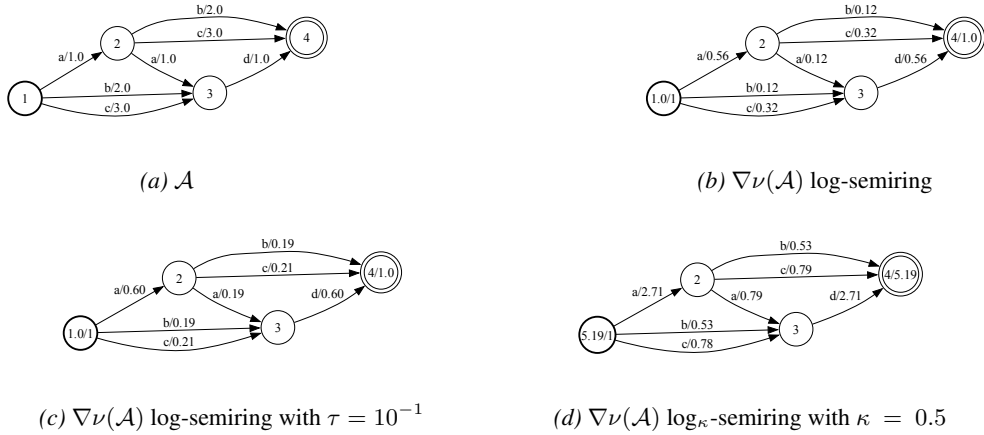 b/2.0
c/3.0
a/1.0
a/1.0
d/1.0
b/2.0
c/3.0
1
2
3
4
(a) 𝒜
b/0.12
c/0.32
a/0.56
a/0.12
d/0.56
b/0.12
c/0.32
1.0/1
2
3
4/1.0
(b) ∇ν(𝒜) log-semiring
b/0.19
c/0.21
a/0.60
a/0.19
d/0.60
b/0.19
c/0.21
1.0/1
2
3
4/1.0
(c) ∇ν(𝒜) log-semiring with τ = 10⁻¹
b/0.53
c/0.79
a/2.71
a/0.79
d/2.71
b/0.53
c/0.78
5.19/1
2
3
4/5.19
(d) ∇ν(𝒜) log_κ-semiring with κ = 0.5